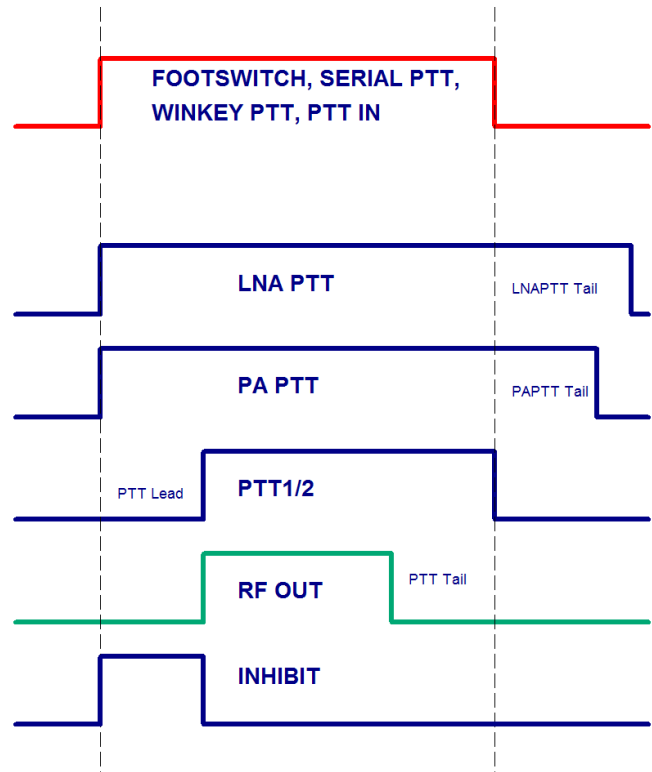 FOOTSWITCH, SERIAL PTT,
WINKEY PTT, PTT IN
LNA PTT
LNAPTT Tail
PA PTT
PAPTT Tail
PTT Lead
PTT1/2
RF OUT
PTT Tail
INHIBIT